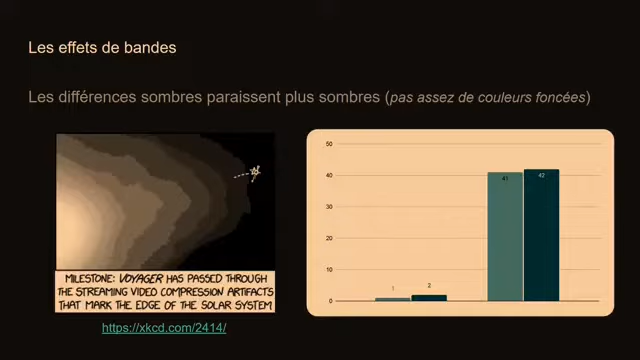 Les effets de bandes
Les différences sombres paraissent plus sombres (pas assez de couleurs foncées)
MILESTONE: VOYAGER HAS PASSED THROUGH
THE STREAMING VIDEO COMPRESSION ARTIFACTS
THAT MARK THE EDGE OF THE SOLAR SYSTEM
https://xkcd.com/2414/
50
40
30
20
10
0
1
2
41
42